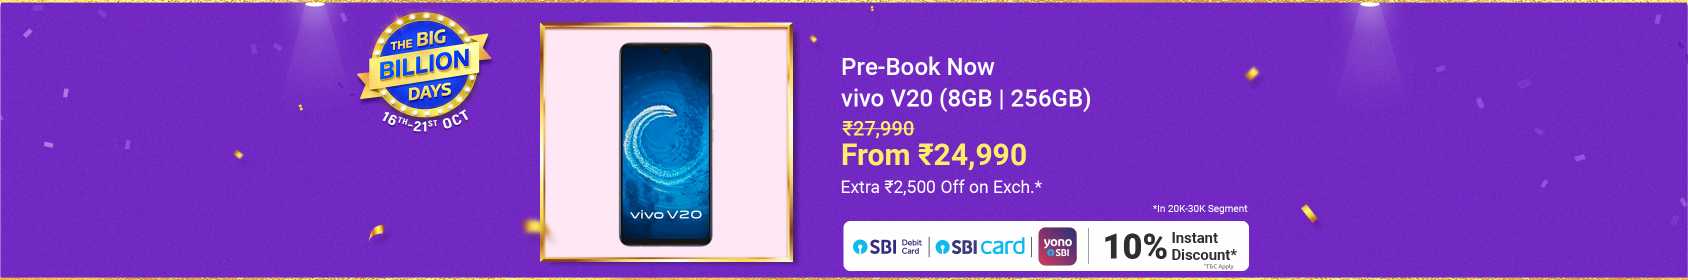 THE BIG
BILLION
DAYS
16TH-21ST OCT
vivo V20
Pre-Book Now
vivo V20 (8GB | 256GB)
₹27,990
From ₹24,990
Extra ₹2,500 Off on Exch.*
*In 20K-30K Segment
SBI Debit Card | SBI card | yono SBI | 10% Instant Discount*
*T&C Apply